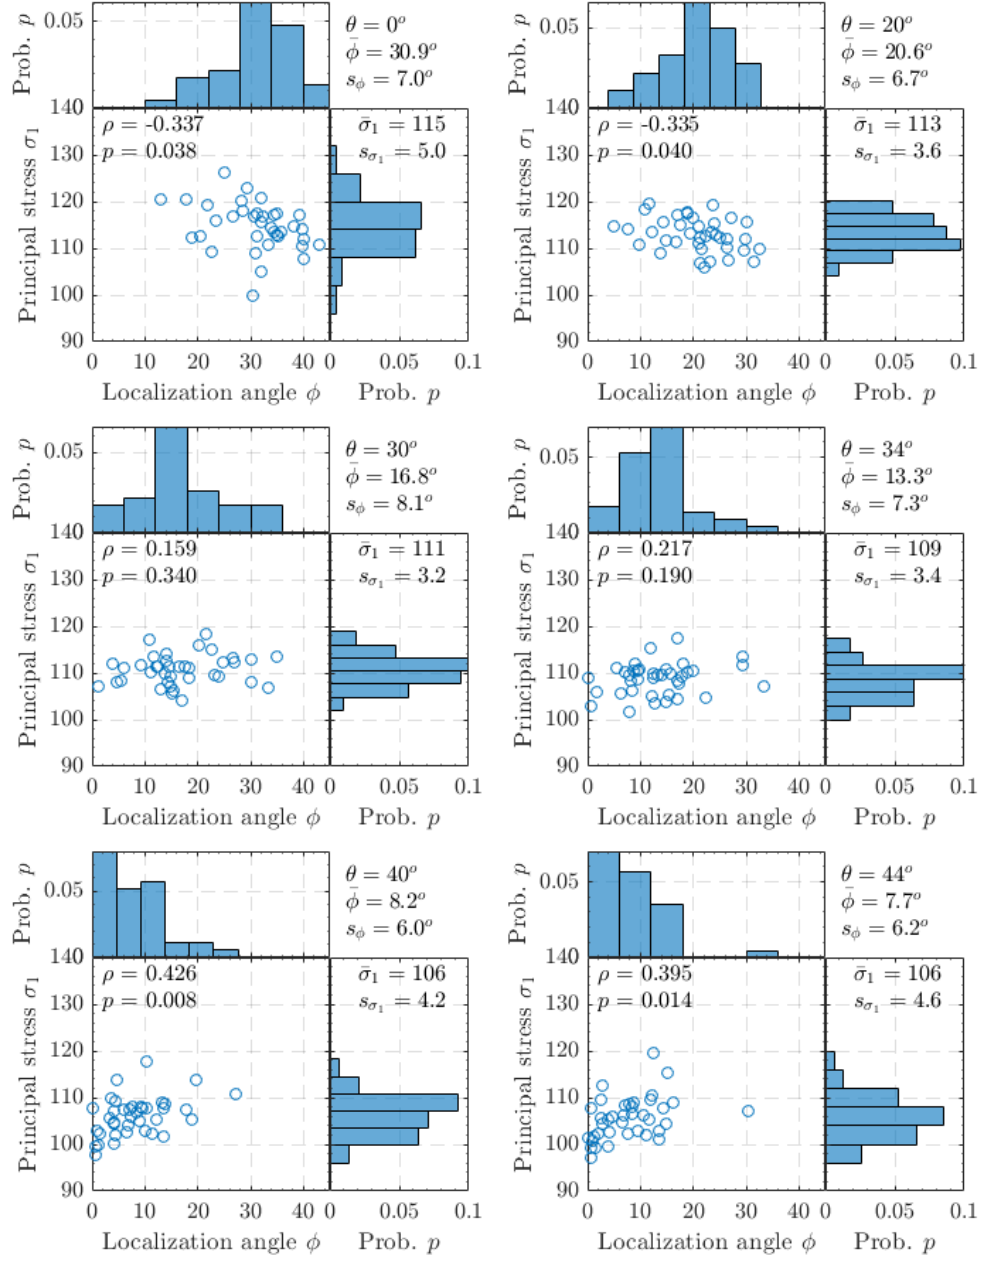 Prob. p
0.05
θ = 0°
ϕ̄ = 30.9°
s_ϕ = 7.0°
Principal stress σ₁
140
130
120
110
100
90
ρ = -0.337
p = 0.038
σ̄₁ = 115
s_σ₁ = 5.0
0 10 20 30 40 0 0.05 0.1
Localization angle ϕ Prob. p
Prob. p
0.05
θ = 20°
ϕ̄ = 20.6°
s_ϕ = 6.7°
Principal stress σ₁
140
130
120
110
100
90
ρ = -0.335
p = 0.040
σ̄₁ = 113
s_σ₁ = 3.6
0 10 20 30 40 0 0.05 0.1
Localization angle ϕ Prob. p
Prob. p
0.05
θ = 30°
ϕ̄ = 16.8°
s_ϕ = 8.1°
Principal stress σ₁
140
130
120
110
100
90
ρ = 0.159
p = 0.340
σ̄₁ = 111
s_σ₁ = 3.2
0 10 20 30 40 0 0.05 0.1
Localization angle ϕ Prob. p
Prob. p
0.05
θ = 34°
ϕ̄ = 13.3°
s_ϕ = 7.3°
Principal stress σ₁
140
130
120
110
100
90
ρ = 0.217
p = 0.190
σ̄₁ = 109
s_σ₁ = 3.4
0 10 20 30 40 0 0.05 0.1
Localization angle ϕ Prob. p
Prob. p
0.05
θ = 40°
ϕ̄ = 8.2°
s_ϕ = 6.0°
Principal stress σ₁
140
130
120
110
100
90
ρ = 0.426
p = 0.008
σ̄₁ = 106
s_σ₁ = 4.2
0 10 20 30 40 0 0.05 0.1
Localization angle ϕ Prob. p
Prob. p
0.05
θ = 44°
ϕ̄ = 7.7°
s_ϕ = 6.2°
Principal stress σ₁
140
130
120
110
100
90
ρ = 0.395
p = 0.014
σ̄₁ = 106
s_σ₁ = 4.6
0 10 20 30 40 0 0.05 0.1
Localization angle ϕ Prob. p